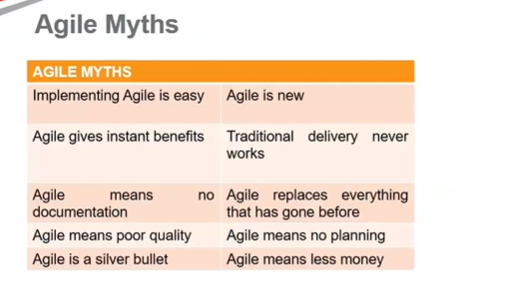 Agile Myths
AGILE MYTHS
Implementing Agile is easy
Agile is new
Agile gives instant benefits
Traditional delivery never
works
Agile means no
documentation
Agile replaces everything
that has gone before
Agile means poor quality
Agile means no planning
Agile is a silver bullet
Agile means less money